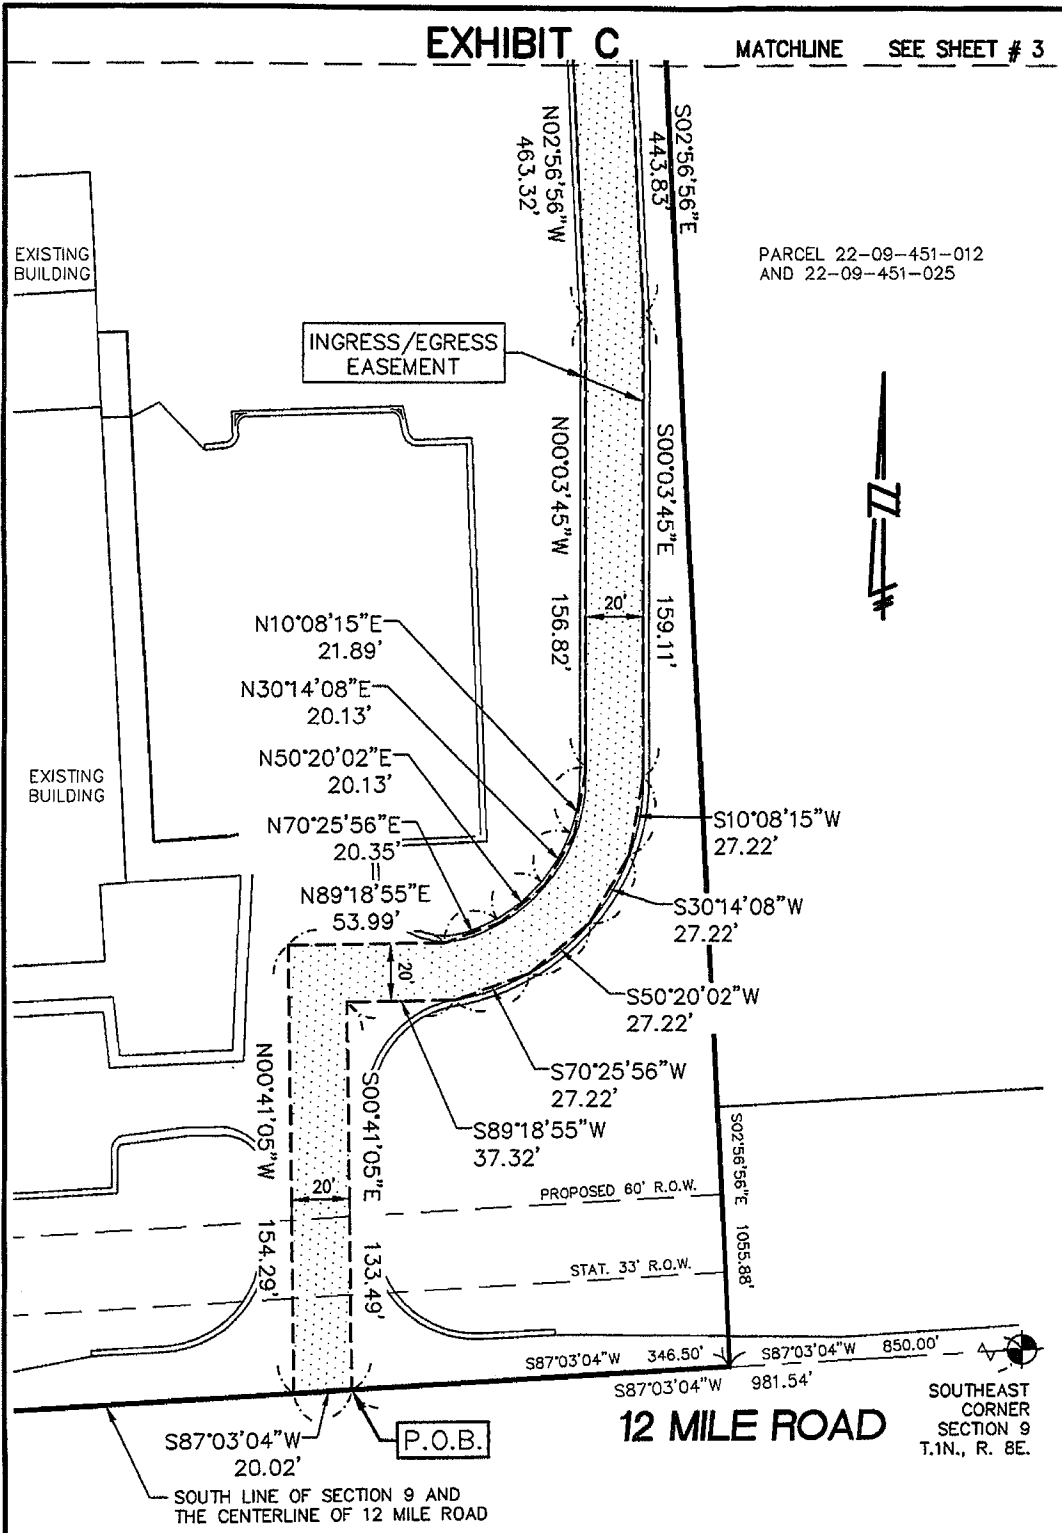 EXHIBIT C
MATCHLINE SEE SHEET # 3
N02°56'56"W
463.32'
S02°56'56"E
443.83'
EXISTING
BUILDING
PARCEL 22-09-451-012
AND 22-09-451-025
INGRESS/EGRESS
EASEMENT
N
N00°03'45"W 156.82'
S00°03'45"E 159.11'
20'
N10°08'15"E
21.89'
N30°14'08"E
20.13'
N50°20'02"E
20.13'
N70°25'56"E
20.35'
N89°18'55"E
53.99'
EXISTING
BUILDING
S10°08'15"W
27.22'
S30°14'08"W
27.22'
S50°20'02"W
27.22'
S70°25'56"W
27.22'
S89°18'55"W
37.32'
20'
N00°41'05"W 154.29'
S00°41'05"E 133.49'
20'
S02°56'56"E 1055.88'
PROPOSED 60' R.O.W.
STAT. 33' R.O.W.
S87°03'04"W 346.50'
S87°03'04"W 850.00'
S87°03'04"W 981.54'
12 MILE ROAD
SOUTHEAST
CORNER
SECTION 9
T.1N., R. 8E.
S87°03'04"W
20.02'
P.O.B.
SOUTH LINE OF SECTION 9 AND
THE CENTERLINE OF 12 MILE ROAD